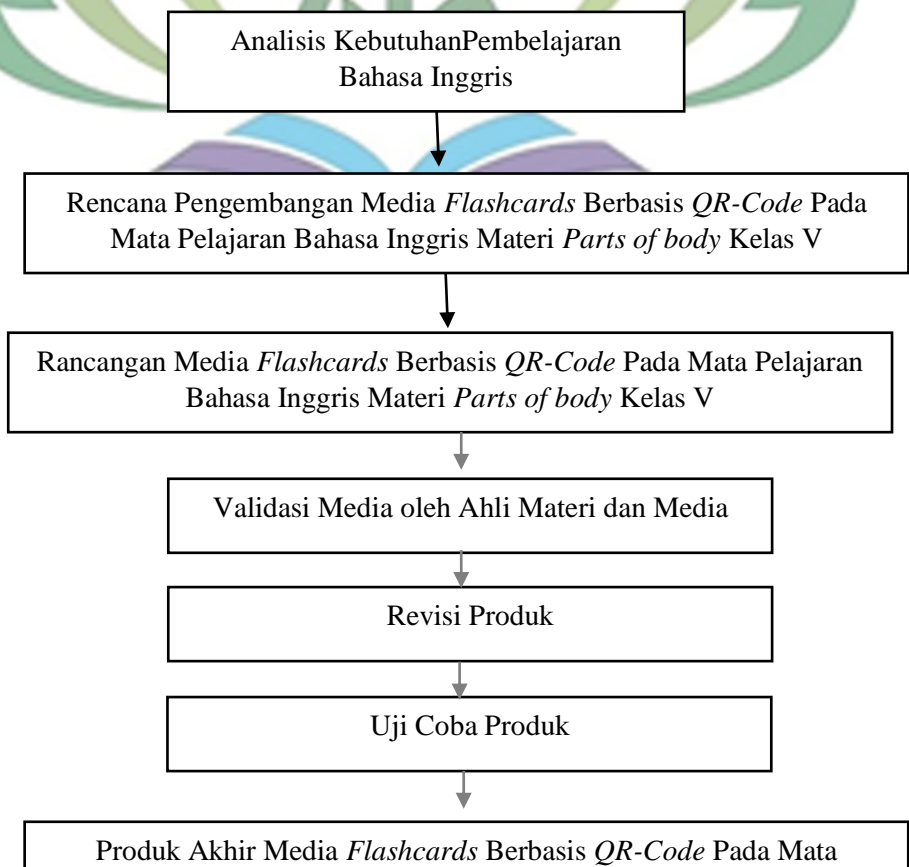 Analisis KebutuhanPembelajaran
Bahasa Inggris
Rencana Pengembangan Media Flashcards Berbasis QR-Code Pada
Mata Pelajaran Bahasa Inggris Materi Parts of body Kelas V
Rancangan Media Flashcards Berbasis QR-Code Pada Mata Pelajaran
Bahasa Inggris Materi Parts of body Kelas V
Validasi Media oleh Ahli Materi dan Media
Revisi Produk
Uji Coba Produk
Produk Akhir Media Flashcards Berbasis QR-Code Pada Mata